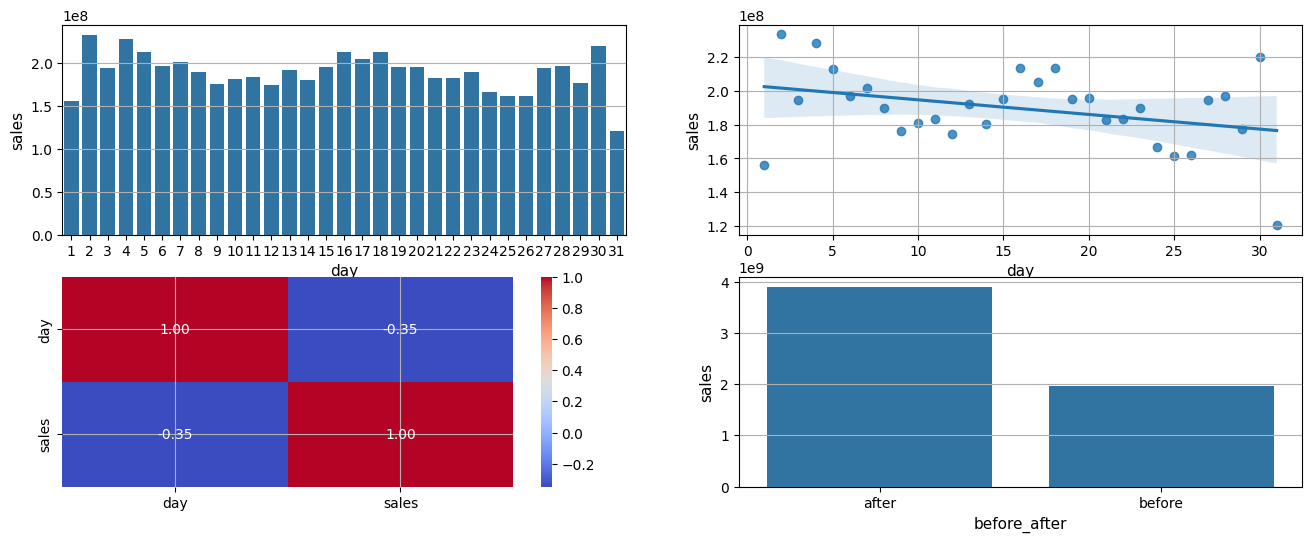 1e8
sales
2.0
1.5
1.0
0.5
0.0
1 2 3 4 5 6 7 8 9 10 11 12 13 14 15 16 17 18 19 20 21 22 23 24 25 26 27 28 29 30 31
day
1e8
sales
2.2
2.0
1.8
1.6
1.4
1.2
0 5 10 15 20 25 30
day
day
sales
1.00 -0.35
-0.35 1.00
day sales
1.0
0.8
0.6
0.4
0.2
0.0
−0.2
1e9
sales
4
3
2
1
0
after before
before_after